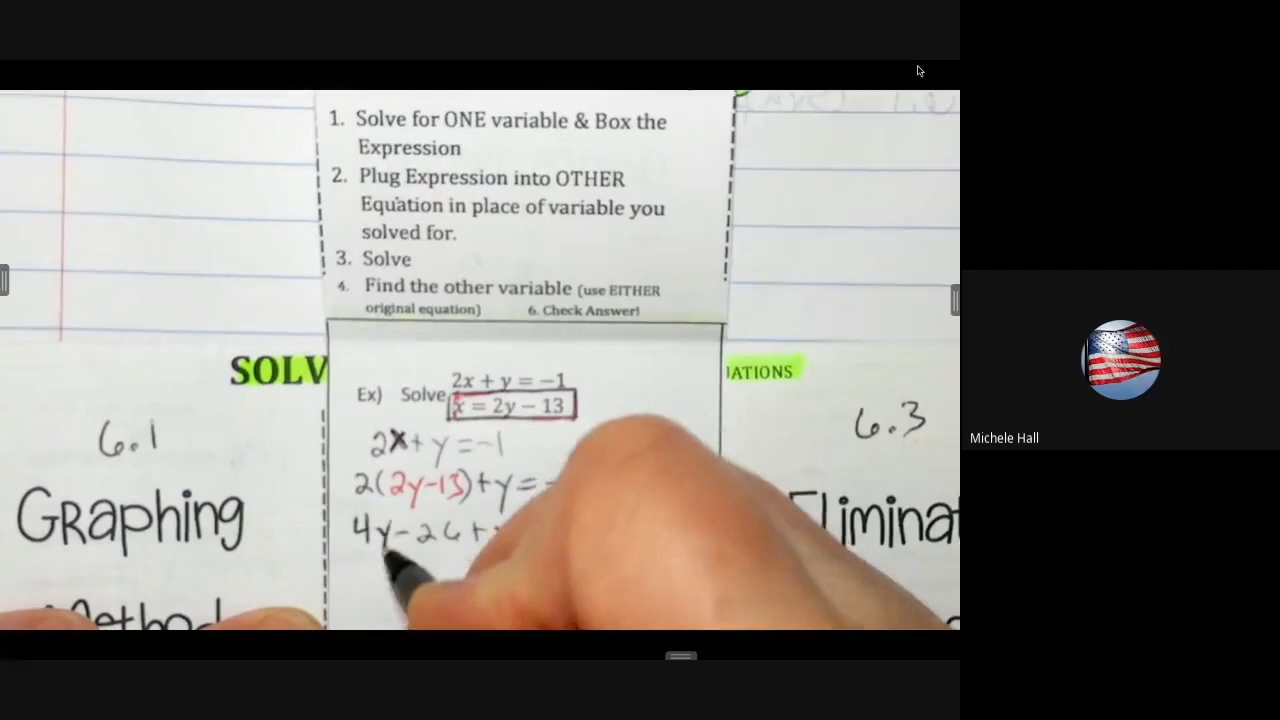 1. Solve for ONE variable & Box the
Expression
2. Plug Expression into OTHER
Equation in place of variable you
solved for.
3. Solve
4. Find the other variable (use EITHER
original equation) 6. Check Answer!
SOLV
IATIONS
Ex) Solve
2x + y = −1
x = 2y − 13
2x + y = -1
2(2y-13)+y=
4y-26+
6.1
Graphing
Method
6.3
Eliminat
Michele Hall